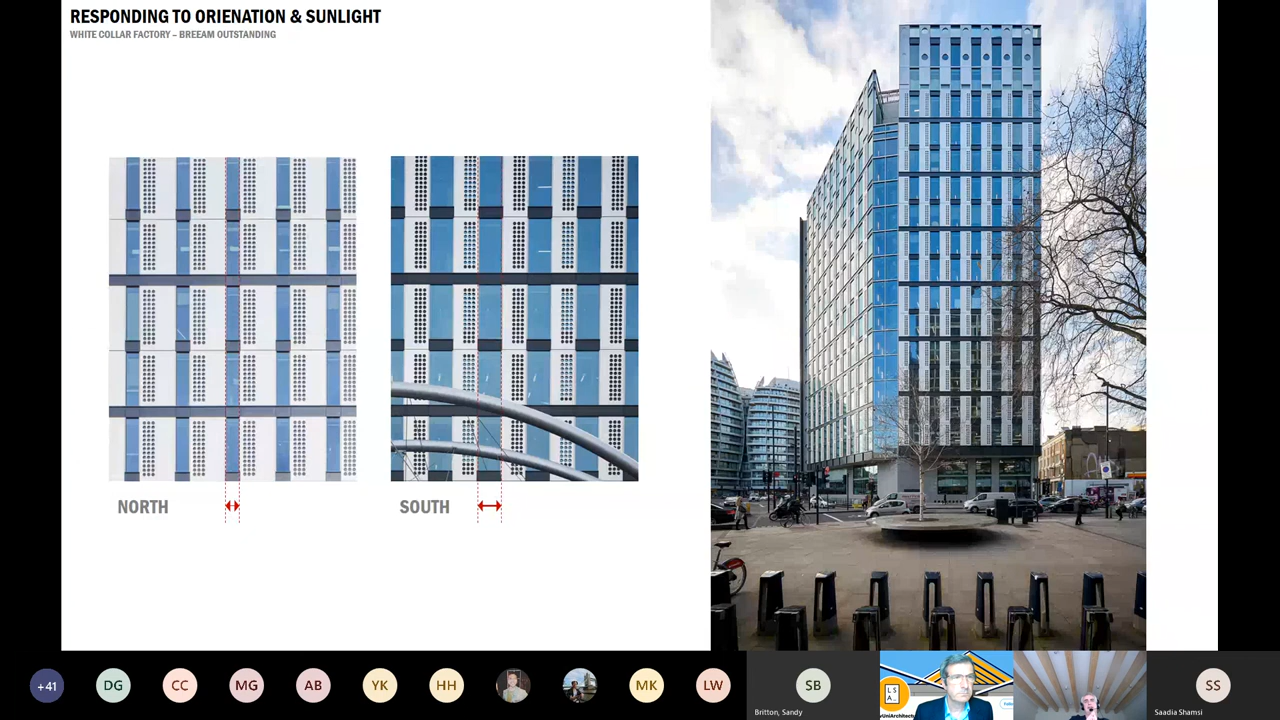 RESPONDING TO ORIENATION & SUNLIGHT
WHITE COLLAR FACTORY – BREEAM OUTSTANDING
NORTH
SOUTH
+41
DG
CC
MG
AB
YK
HH
MK
LW
SB
Britton, Sandy
L S
A
SS
Saadia Shamsi